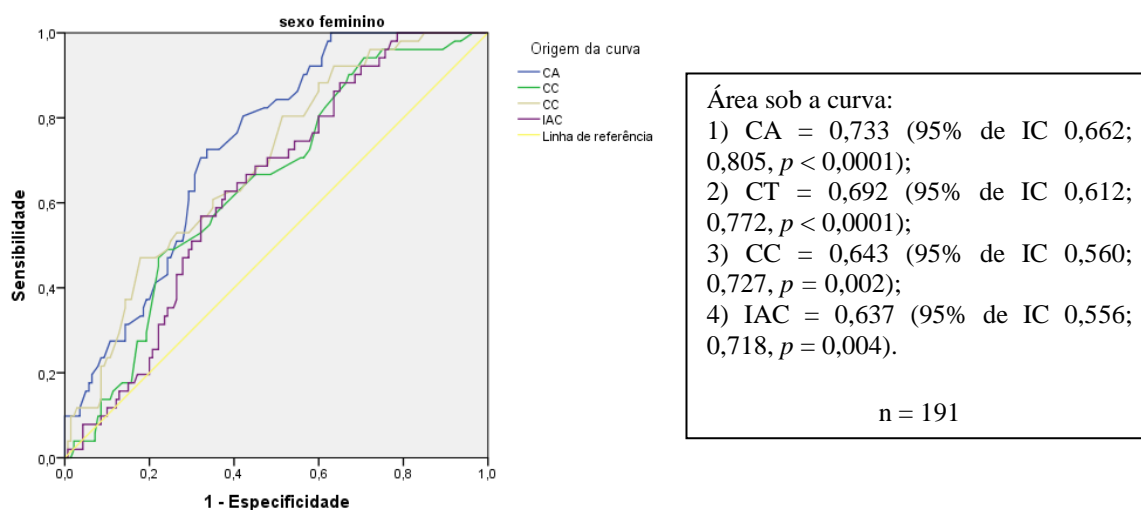 sexo feminino
1,0
0,8
0,6
0,4
0,2
0,0
Sensibilidade
0,0 0,2 0,4 0,6 0,8 1,0
1 - Especificidade
Origem da curva
CA
CC
CC
IAC
Linha de referência
Área sob a curva:
1) CA = 0,733 (95% de IC 0,662;
0,805, p < 0,0001);
2) CT = 0,692 (95% de IC 0,612;
0,772, p < 0,0001);
3) CC = 0,643 (95% de IC 0,560;
0,727, p = 0,002);
4) IAC = 0,637 (95% de IC 0,556;
0,718, p = 0,004).
n = 191